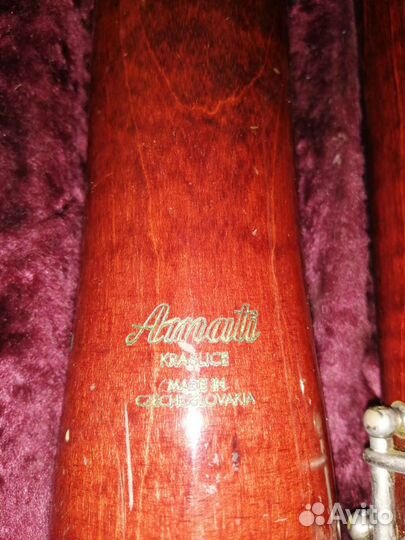 Amati
KRASLICE
MADE IN
CZECHOSLOVAKIA
Avito